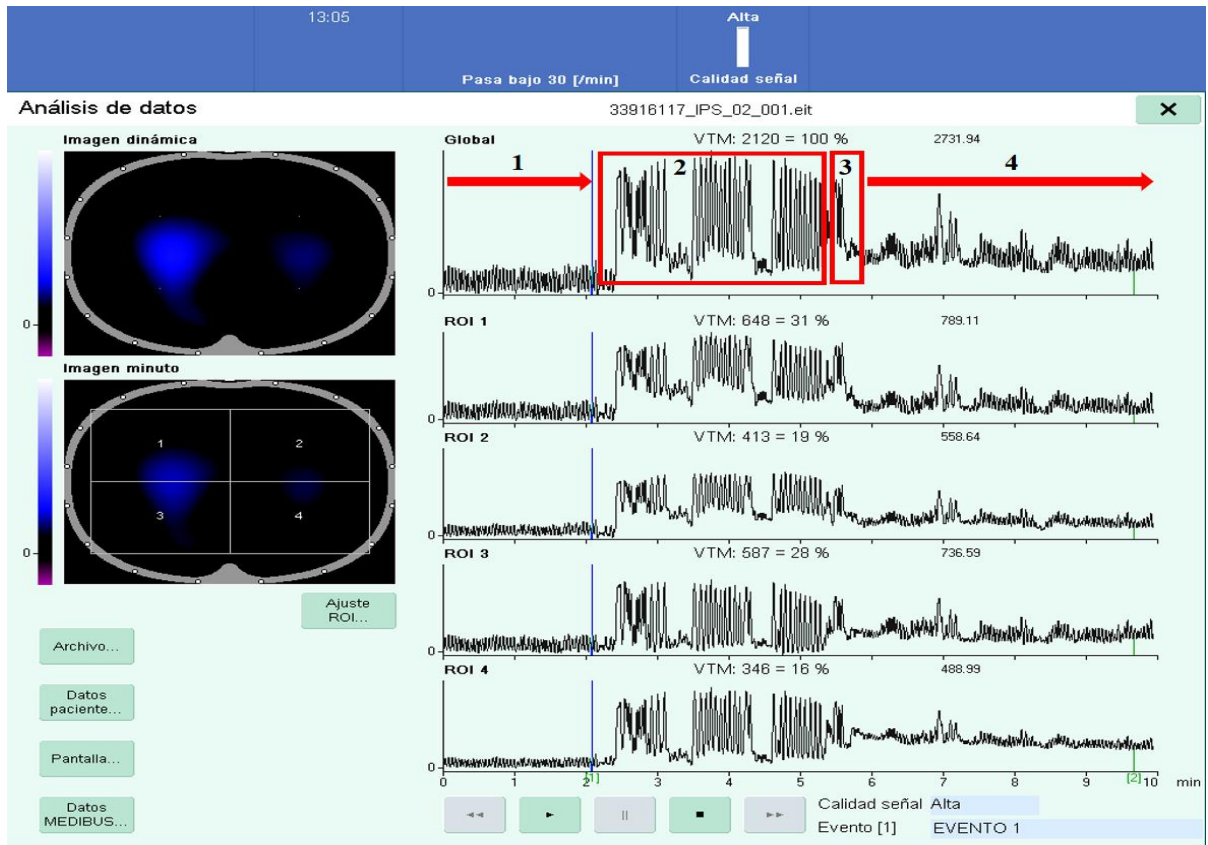 13:05
Alta
Pasa bajo 30 [/min]
Calidad señal
Análisis de datos
33916117_IPS_02_001.eit
Imagen dinámica
0
Imagen minuto
1
2
3
4
0
Ajuste ROI...
Archivo...
Datos paciente...
Pantalla...
Datos MEDIBUS...
Global
VTM: 2120 = 100 %
2731.94
1
2
3
4
0
ROI 1
VTM: 648 = 31 %
789.11
0
ROI 2
VTM: 413 = 19 %
558.64
0
ROI 3
VTM: 587 = 28 %
736.59
0
ROI 4
VTM: 346 = 16 %
488.99
0
0 1 2 [1] 3 4 5 6 7 8 9 [2] 10 min
Calidad señal Alta
Evento [1] EVENTO 1